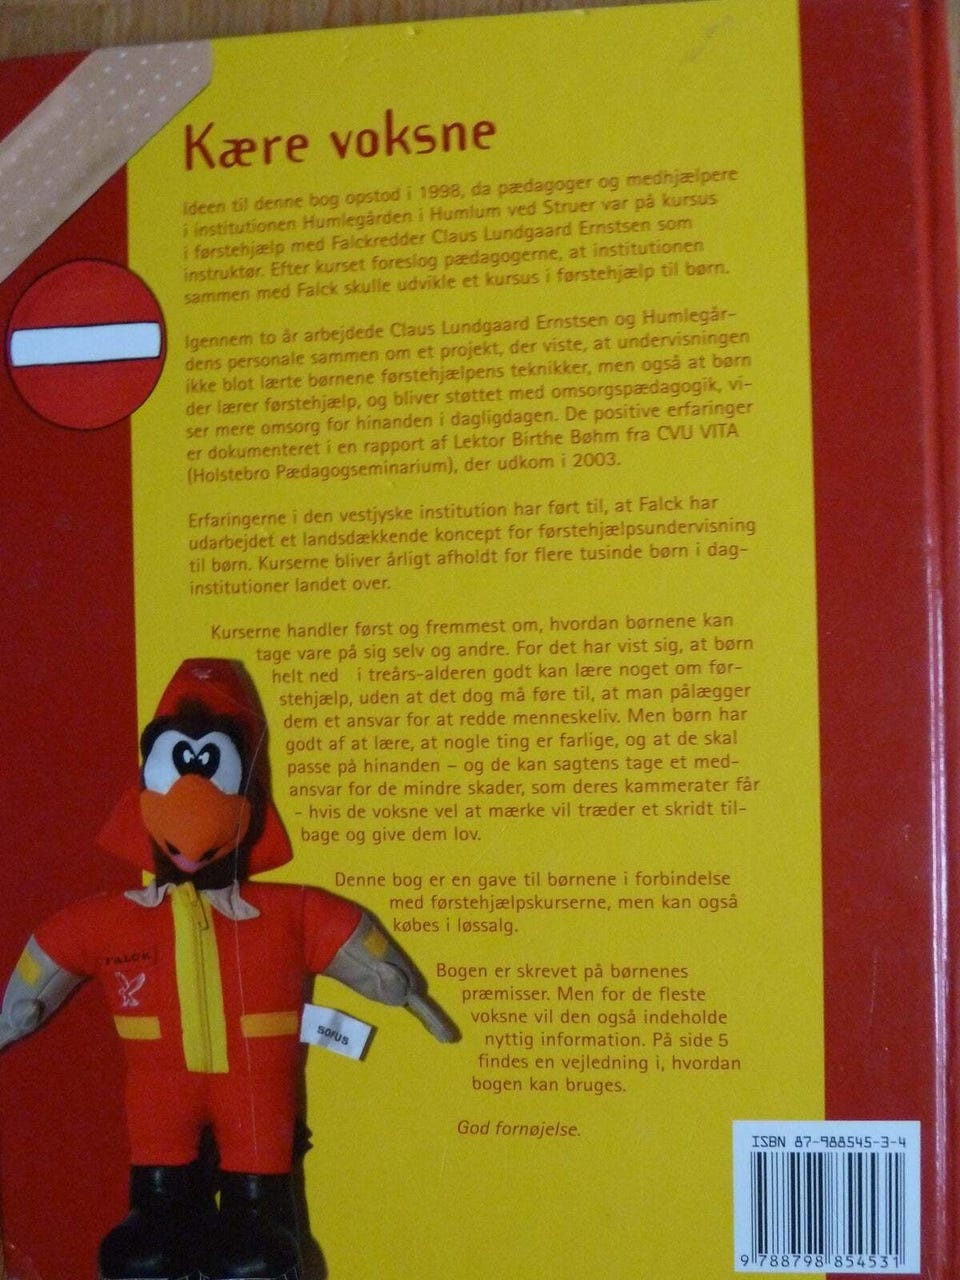 Kære voksne
Ideen til denne bog opstod i 1998, da pædagoger og medhjælpere
i institutionen Humlegården i Humlum ved Struer var på kursus
i førstehjælp med Falckredder Claus Lundgaard Ernstsen som
instruktør. Efter kurset foreslog pædagogerne, at institutionen
sammen med Falck skulle udvikle et kursus i førstehjælp til børn.
Igennem to år arbejdede Claus Lundgaard Ernstsen og Humlegår-
dens personale sammen om et projekt, der viste, at undervisningen
ikke blot lærte børnene førstehjælpens teknikker, men også at børn
der lærer førstehjælp, og bliver støttet med omsorgspædagogik, vi-
ser mere omsorg for hinanden i dagligdagen. De positive erfaringer
er dokumenteret i en rapport af Lektor Birthe Bøhm fra CVU VITA
(Holstebro Pædagogseminarium), der udkom i 2003.
Erfaringerne i den vestjyske institution har ført til, at Falck har
udarbejdet et landsdækkende koncept for førstehjælpsundervisning
til børn. Kurserne bliver årligt afholdt for flere tusinde børn i dag-
institutioner landet over.
Kurserne handler først og fremmest om, hvordan børnene kan
tage vare på sig selv og andre. For det har vist sig, at børn
helt ned i treårs-alderen godt kan lære noget om før-
stehjælp, uden at det dog må føre til, at man pålægger
dem et ansvar for at redde menneskeliv. Men børn har
godt af at lære, at nogle ting er farlige, og at de skal
passe på hinanden – og de kan sagtens tage et med-
ansvar for de mindre skader, som deres kammerater får
– hvis de voksne vel at mærke vil træder et skridt til-
bage og give dem lov.
Denne bog er en gave til børnene i forbindelse
med førstehjælpskurserne, men kan også
købes i løssalg.
Bogen er skrevet på børnenes
præmisser. Men for de fleste
voksne vil den også indeholde
nyttig information. På side 5
findes en vejledning i, hvordan
bogen kan bruges.
God fornøjelse.
FALCK
sofus
ISBN 87-988545-3-4
9 788798 854531